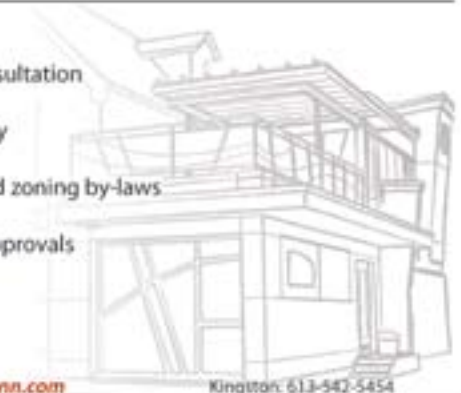 sultation
y
d zoning by-laws
provals
nn.com
Kingston: 613-542-5454